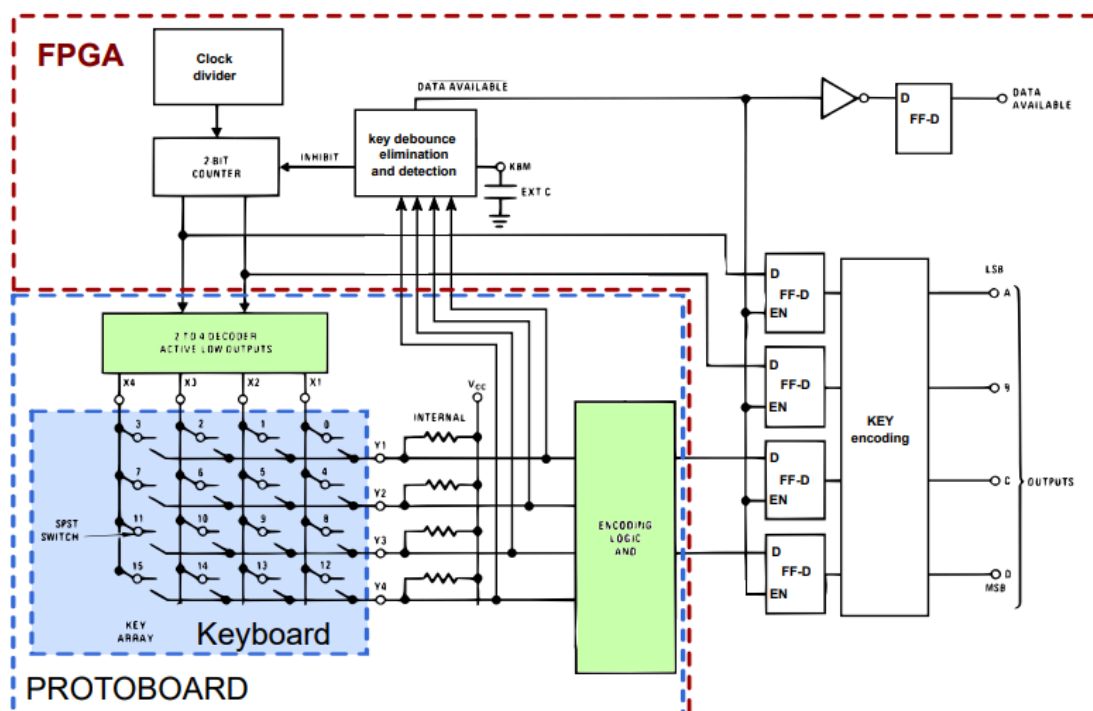 FPGA
Clock
divider
DATA AVAILABLE
D
FF-D
DATA
AVAILABLE
2 BIT
COUNTER
INHIBIT
key debounce
elimination
and detection
KBM
EXT C
2 TO 4 DECODER
ACTIVE LOW OUTPUTS
X4
X3
X2
X1
VCC
INTERNAL
3
2
1
0
Y1
7
6
5
4
Y2
11
10
9
8
Y3
15
14
13
12
Y4
SPST
SWITCH
KEY
ARRAY
Keyboard
PROTOBOARD
ENCODING
LOGIC
AND
D
FF-D
EN
D
FF-D
EN
D
FF-D
EN
D
FF-D
EN
KEY
encoding
LSB
A
9
C
D
MSB
OUTPUTS